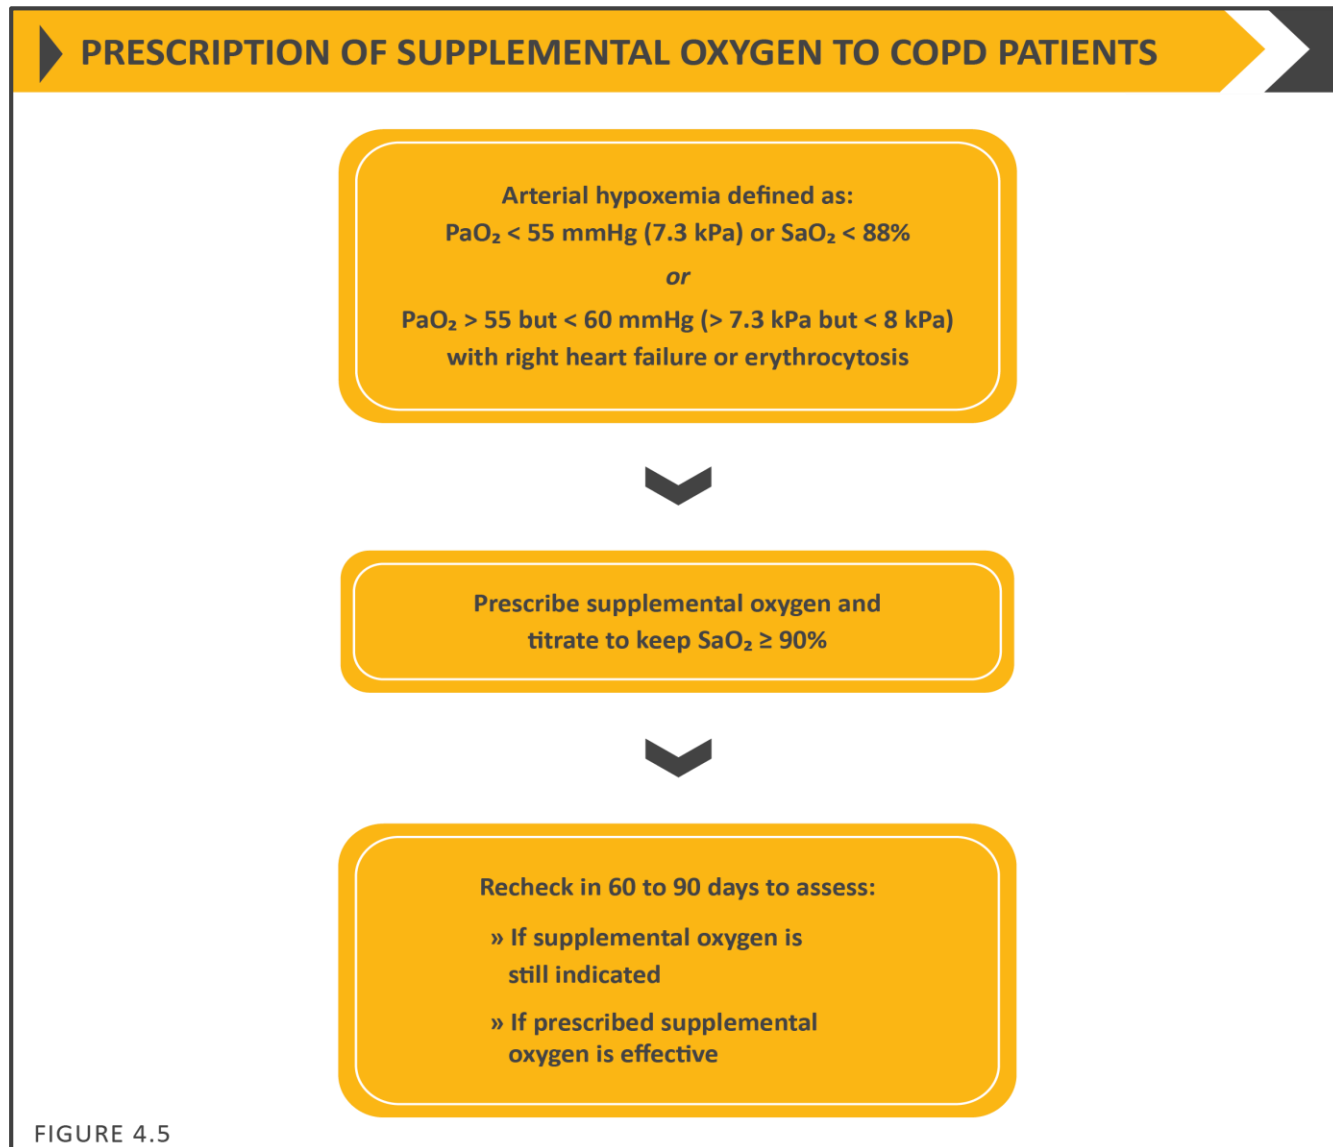 PRESCRIPTION OF SUPPLEMENTAL OXYGEN TO COPD PATIENTS
Arterial hypoxemia defined as:
PaO₂ < 55 mmHg (7.3 kPa) or SaO₂ < 88%
or
PaO₂ > 55 but < 60 mmHg (> 7.3 kPa but < 8 kPa)
with right heart failure or erythrocytosis
Prescribe supplemental oxygen and
titrate to keep SaO₂ ≥ 90%
Recheck in 60 to 90 days to assess:
» If supplemental oxygen is
still indicated
» If prescribed supplemental
oxygen is effective
FIGURE 4.5